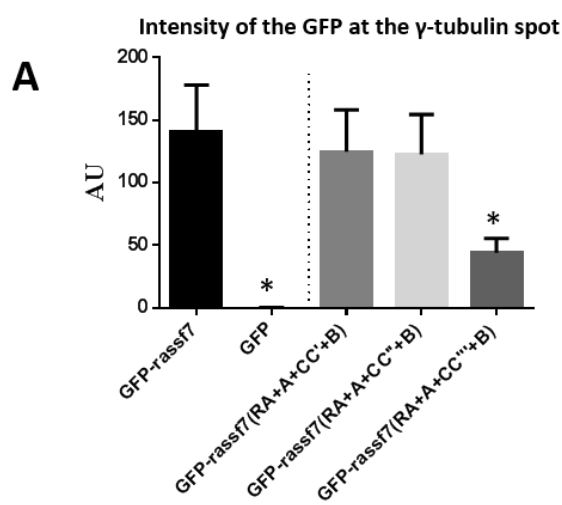 Intensity of the GFP at the γ-tubulin spot
A
AU
200
150
100
50
0
*
*
GFP-rassf7
GFP
GFP-rassf7(RA+A+CC'+B)
GFP-rassf7(RA+A+CC''+B)
GFP-rassf7(RA+A+CC'''+B)